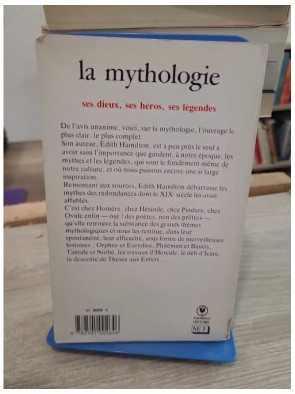 la mythologie
ses dieux, ses héros, ses légendes
De l'avis unanime, voici, sur la mythologie, l'ouvrage le
plus clair, le plus complet.
Son auteur, Edith Hamilton, est à peu près le seul à
avoir saisi l'importance que gardent, à notre époque, les
mythes et les légendes, qui sont le fondement même de
notre culture, et où nous puisons encore une si large
inspiration.
Remontant aux sources, Edith Hamilton débarrasse les
mythes des redondances dont le XIXe siècle les avait
affublés.
C'est chez Homère, chez Hésiode, chez Pindare, chez
Ovide enfin — oui! des poètes, non des prêtres —
qu'elle retrouve la substance des grands thèmes
mythologiques et nous les restitue, dans leur
spontanéité, leur efficacité, sous forme de merveilleuses
histoires : Orphée et Eurydice, Philémon et Baucis,
Tantale et Niobé, les travaux d'Hercule, le défi d'Icare,
la descente de Thésée aux Enfers...